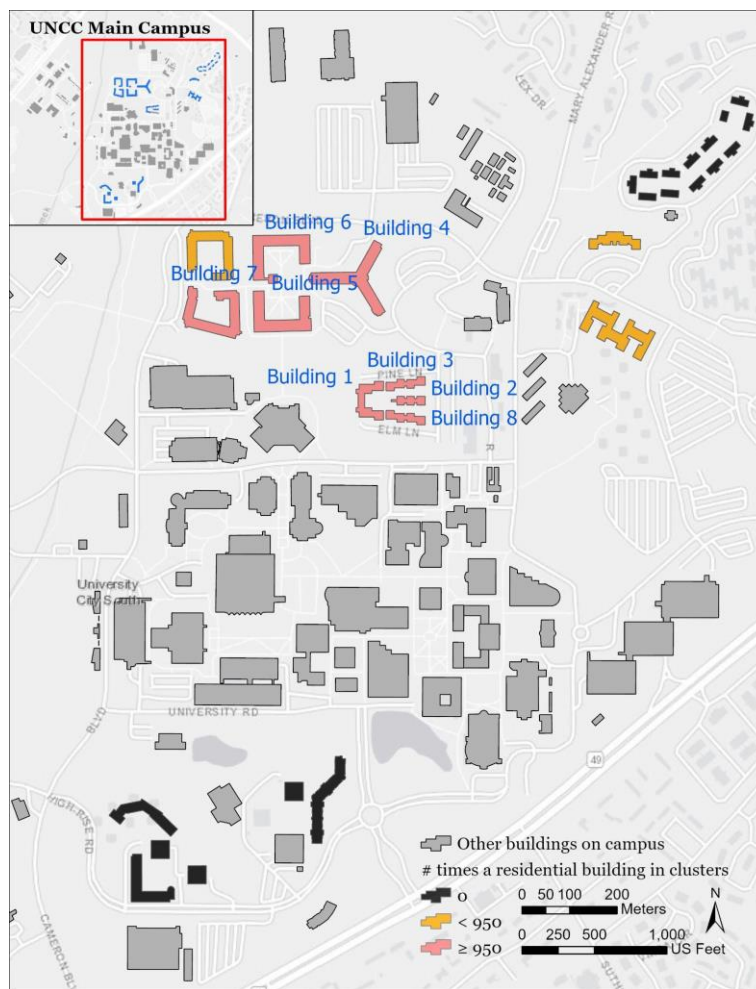 UNCC Main Campus
LEX DR
MARY ALEXANDER R
Building 6
Building 4
Building 7
Building 5
Building 3
Building 1
PINE LN
Building 2
Building 8
ELM LN
University
City South
UNIVERSITY RD
BLVD
49
HIGH RISE RD
CAMERON BLV
Other buildings on campus
# times a residential building in clusters
0
< 950
≥ 950
0 50 100 200
Meters
0 250 500 1,000
US Feet
N